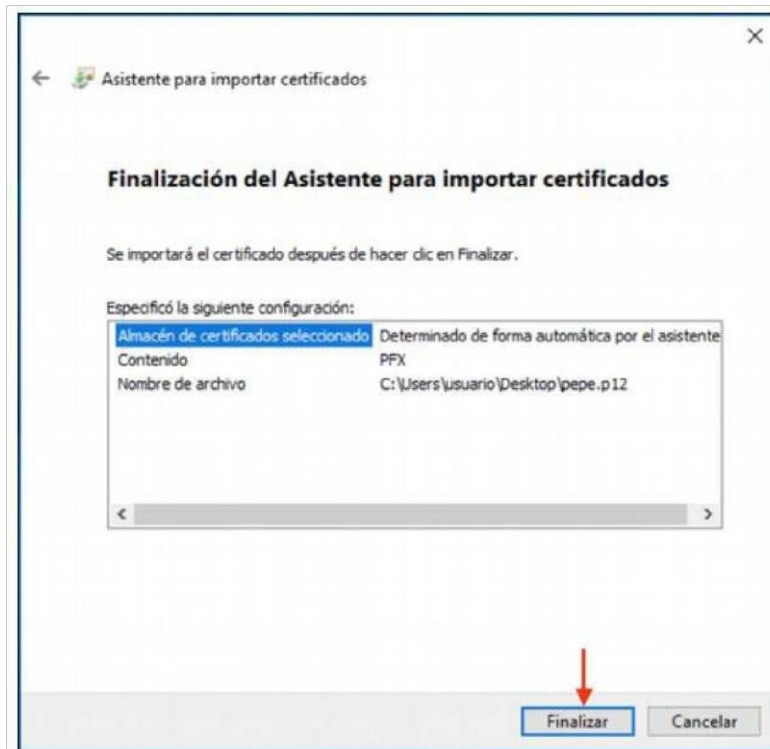 Asistente para importar certificados
Finalización del Asistente para importar certificados
Se importará el certificado después de hacer clic en Finalizar.
Especificó la siguiente configuración:
Almacén de certificados seleccionado Determinado de forma automática por el asistente
Contenido PFX
Nombre de archivo C:\Users\usuario\Desktop\pepe.p12
Finalizar Cancelar